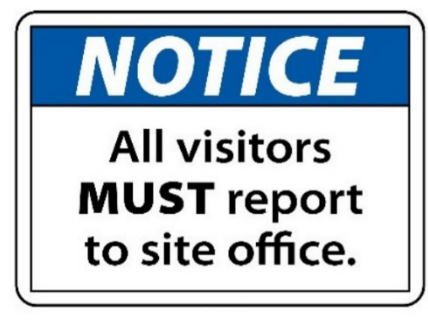 NOTICE
All visitors
MUST report
to site office.